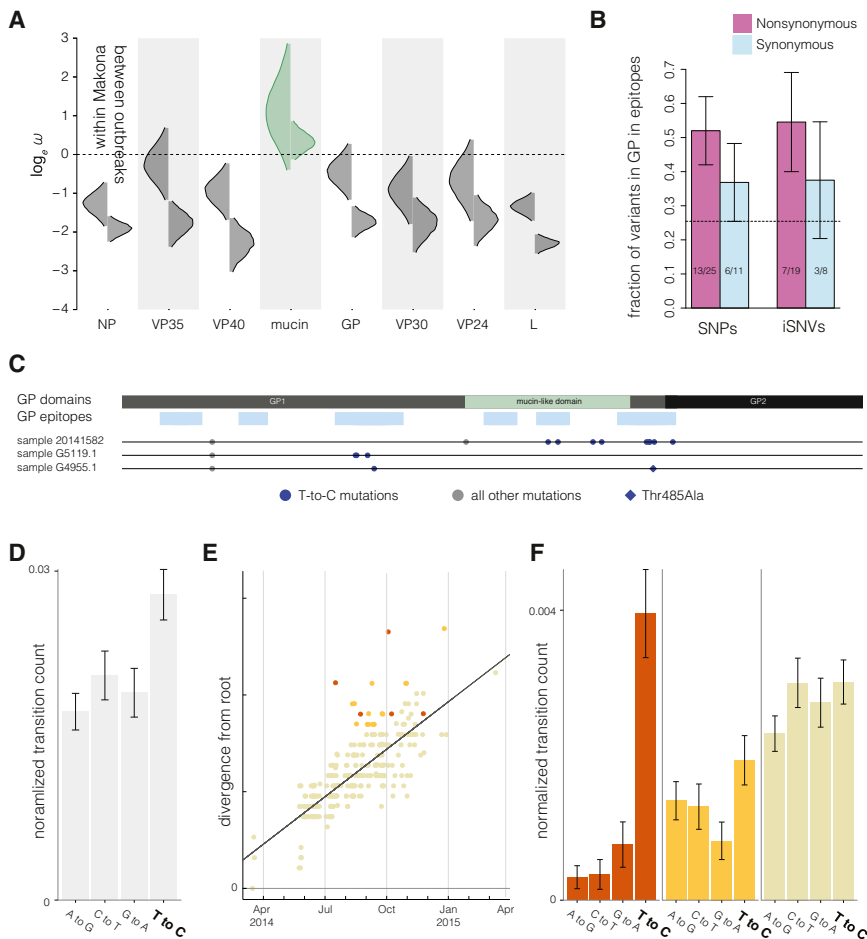 A
3
2
1
0
−1
−2
−3
−4
logₑ ω
within Makona
between outbreaks
NP
VP35
VP40
mucin
GP
VP30
VP24
L
B
Nonsynonymous
Synonymous
fraction of variants in GP in epitopes
0.7
0.6
0.5
0.4
0.3
0.2
0.1
0.0
13/25
6/11
7/19
3/8
SNPs
iSNVs
C
GP domains
GP1
mucin-like domain
GP2
GP epitopes
sample 20141582
sample G5119.1
sample G4955.1
T-to-C mutations
all other mutations
Thr485Ala
D
0.03
noramlized transition count
0
A to G
C to T
G to A
T to C
E
divergence from root
0
Apr
2014
Jul
Oct
Jan
2015
Apr
F
normalized transition count
0.004
0
A to G
C to T
G to A
T to C
A to G
C to T
G to A
T to C
A to G
C to T
G to A
T to C